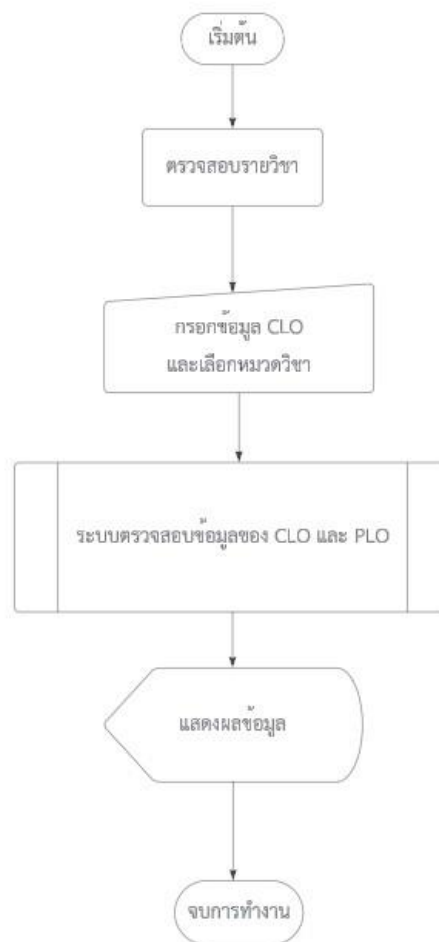 เริ่มต้น
ตรวจสอบรายวิชา
กรอกข้อมูล CLO
และเลือกหมวดวิชา
ระบบตรวจสอบข้อมูลของ CLO และ PLO
แสดงผลข้อมูล
จบการทำงาน